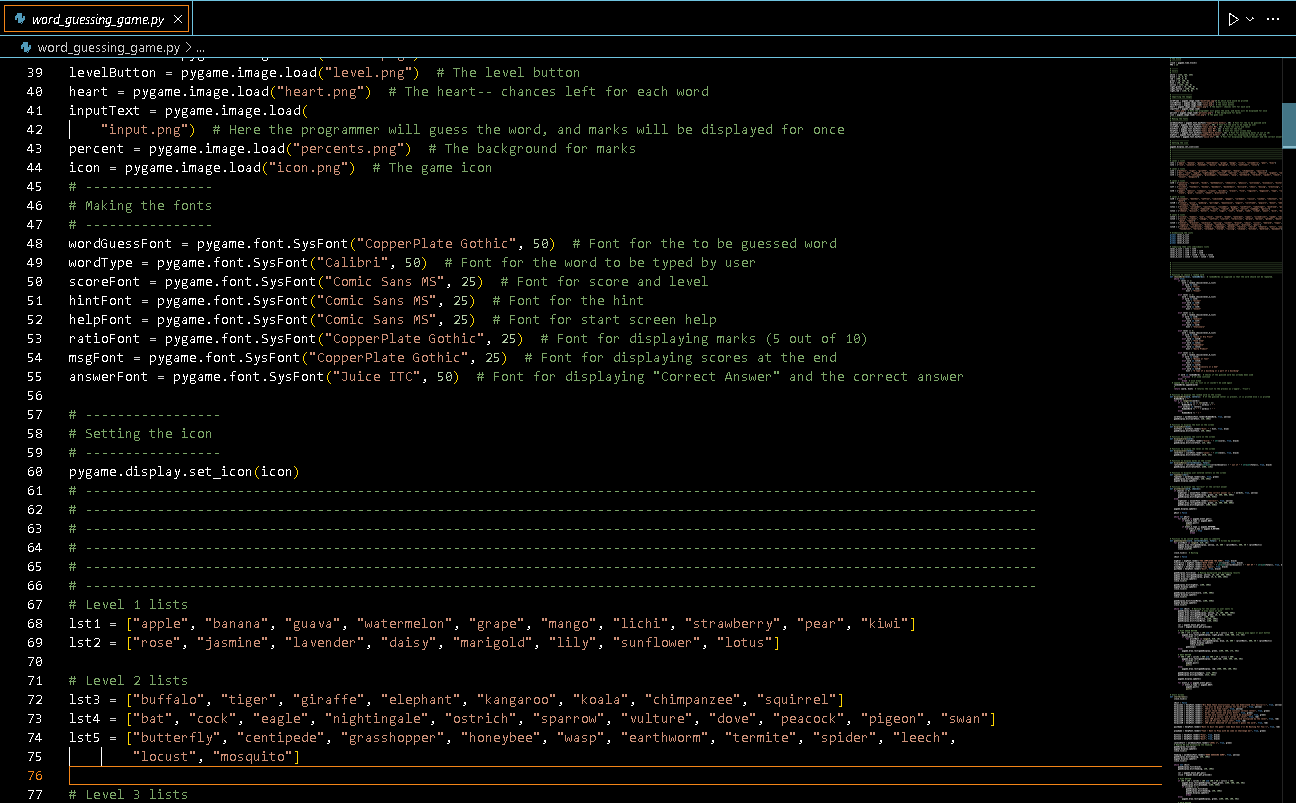 word_guessing_game.py
word_guessing_game.py > ...
39 levelButton = pygame.image.load("level.png")  # The level button
40 heart = pygame.image.load("heart.png")  # The heart-- chances left for each word
41 inputText = pygame.image.load(
42     "input.png")  # Here the programmer will guess the word, and marks will be displayed for once
43 percent = pygame.image.load("percents.png")  # The background for marks
44 icon = pygame.image.load("icon.png")  # The game icon
45 # ----------------
46 # Making the fonts
47 # ----------------
48 wordGuessFont = pygame.font.SysFont("CopperPlate Gothic", 50)  # Font for the to be guessed word
49 wordType = pygame.font.SysFont("Calibri", 50)  # Font for the word to be typed by user
50 scoreFont = pygame.font.SysFont("Comic Sans MS", 25)  # Font for score and level
51 hintFont = pygame.font.SysFont("Comic Sans MS", 25)  # Font for the hint
52 helpFont = pygame.font.SysFont("Comic Sans MS", 25)  # Font for start screen help
53 ratioFont = pygame.font.SysFont("CopperPlate Gothic", 25)  # Font for displaying marks (5 out of 10)
54 msgFont = pygame.font.SysFont("CopperPlate Gothic", 25)  # Font for displaying scores at the end
55 answerFont = pygame.font.SysFont("Juice ITC", 50)  # Font for displaying "Correct Answer" and the correct answer
56
57 # -----------------
58 # Setting the icon
59 # -----------------
60 pygame.display.set_icon(icon)
61 # -----------------------------------------------------------------------------------------------------------------------
62 # -----------------------------------------------------------------------------------------------------------------------
63 # -----------------------------------------------------------------------------------------------------------------------
64 # -----------------------------------------------------------------------------------------------------------------------
65 # -----------------------------------------------------------------------------------------------------------------------
66 # -----------------------------------------------------------------------------------------------------------------------
67 # Level 1 lists
68 lst1 = ["apple", "banana", "guava", "watermelon", "grape", "mango", "lichi", "strawberry", "pear", "kiwi"]
69 lst2 = ["rose", "jasmine", "lavender", "daisy", "marigold", "lily", "sunflower", "lotus"]
70
71 # Level 2 lists
72 lst3 = ["buffalo", "tiger", "giraffe", "elephant", "kangaroo", "koala", "chimpanzee", "squirrel"]
73 lst4 = ["bat", "cock", "eagle", "nightingale", "ostrich", "sparrow", "vulture", "dove", "peacock", "pigeon", "swan"]
74 lst5 = ["butterfly", "centipede", "grasshopper", "honeybee", "wasp", "earthworm", "termite", "spider", "leech",
75         "locust", "mosquito"]
76
77 # Level 3 lists